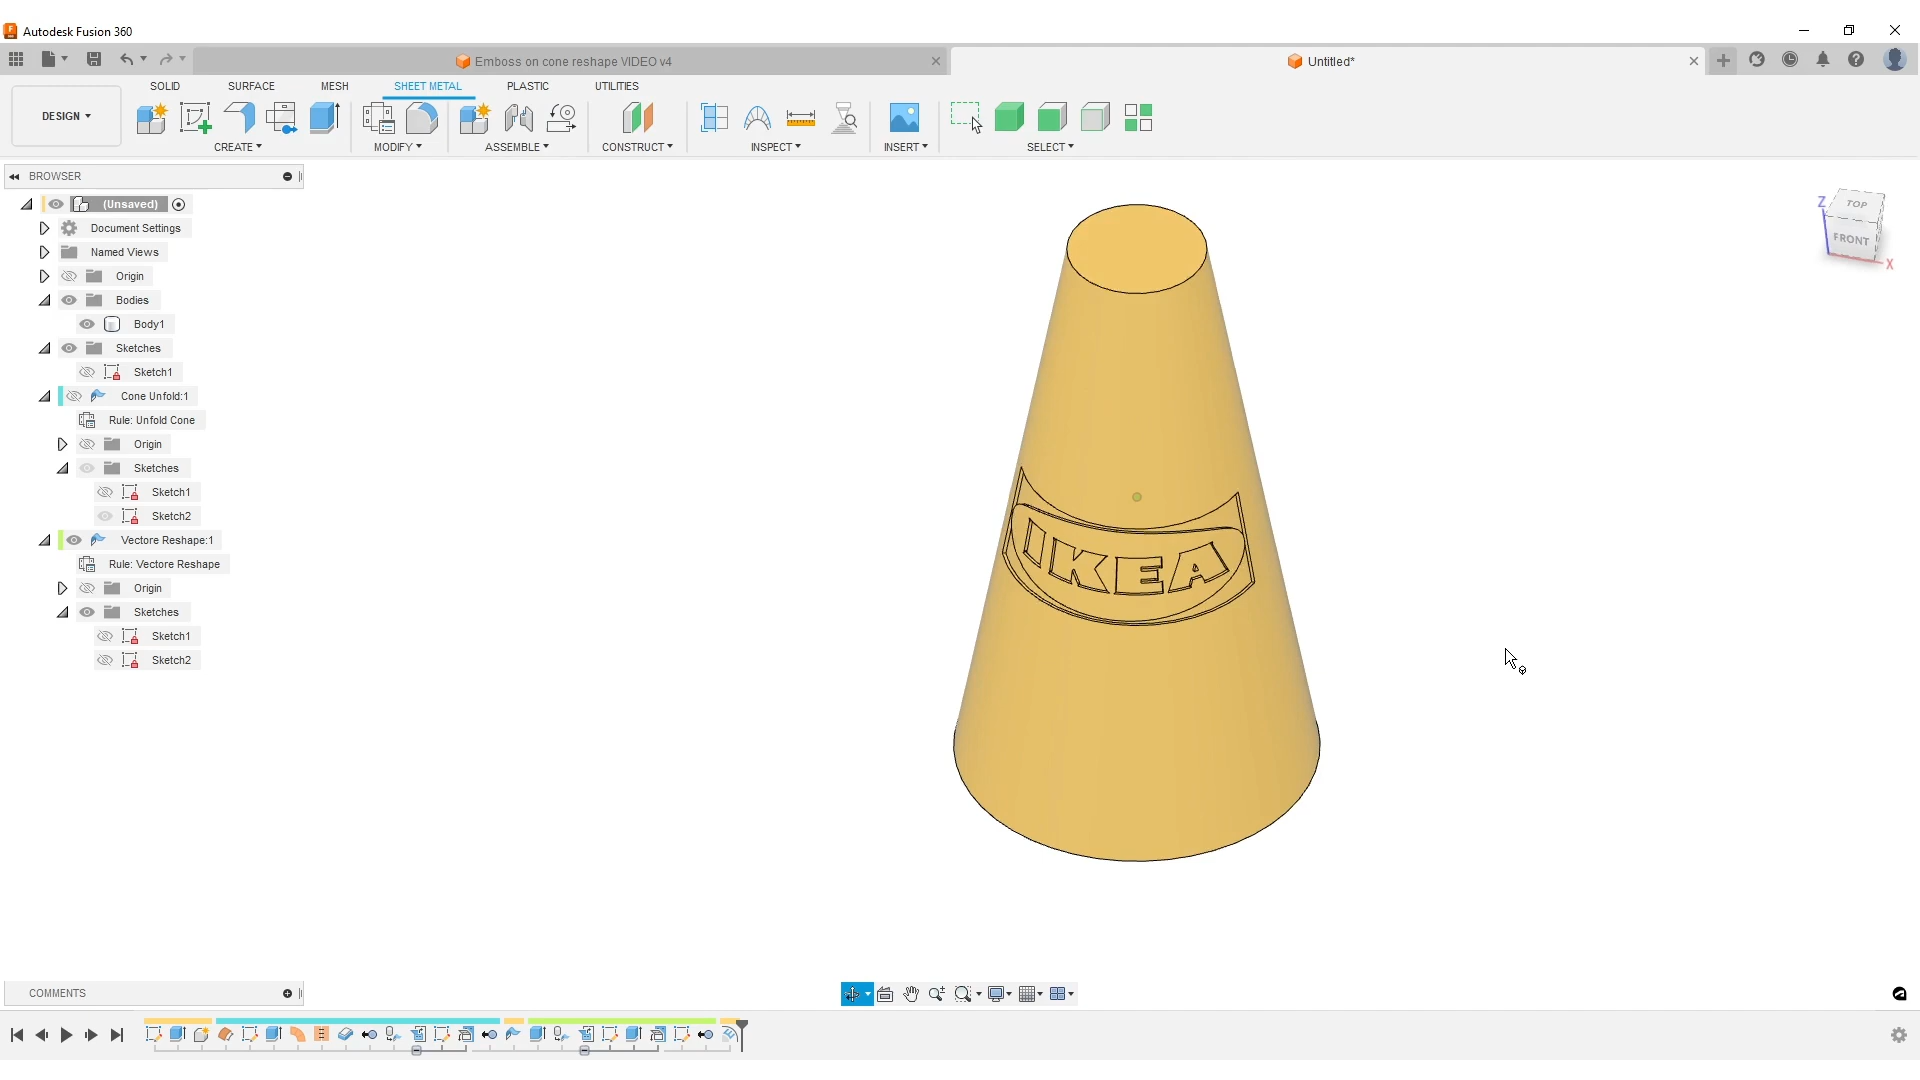 Autodesk Fusion 360
Emboss on cone reshape VIDEO v4
Untitled*
SOLID SURFACE MESH SHEET METAL PLASTIC UTILITIES
DESIGN
CREATE MODIFY ASSEMBLE CONSTRUCT INSPECT INSERT SELECT
BROWSER
(Unsaved)
Document Settings
Named Views
Origin
Bodies
Body1
Sketches
Sketch1
Cone Unfold:1
Rule: Unfold Cone
Origin
Sketches
Sketch1
Sketch2
Vectore Reshape:1
Rule: Vectore Reshape
Origin
Sketches
Sketch1
Sketch2
IKEA
TOP
FRONT
Z
X
COMMENTS